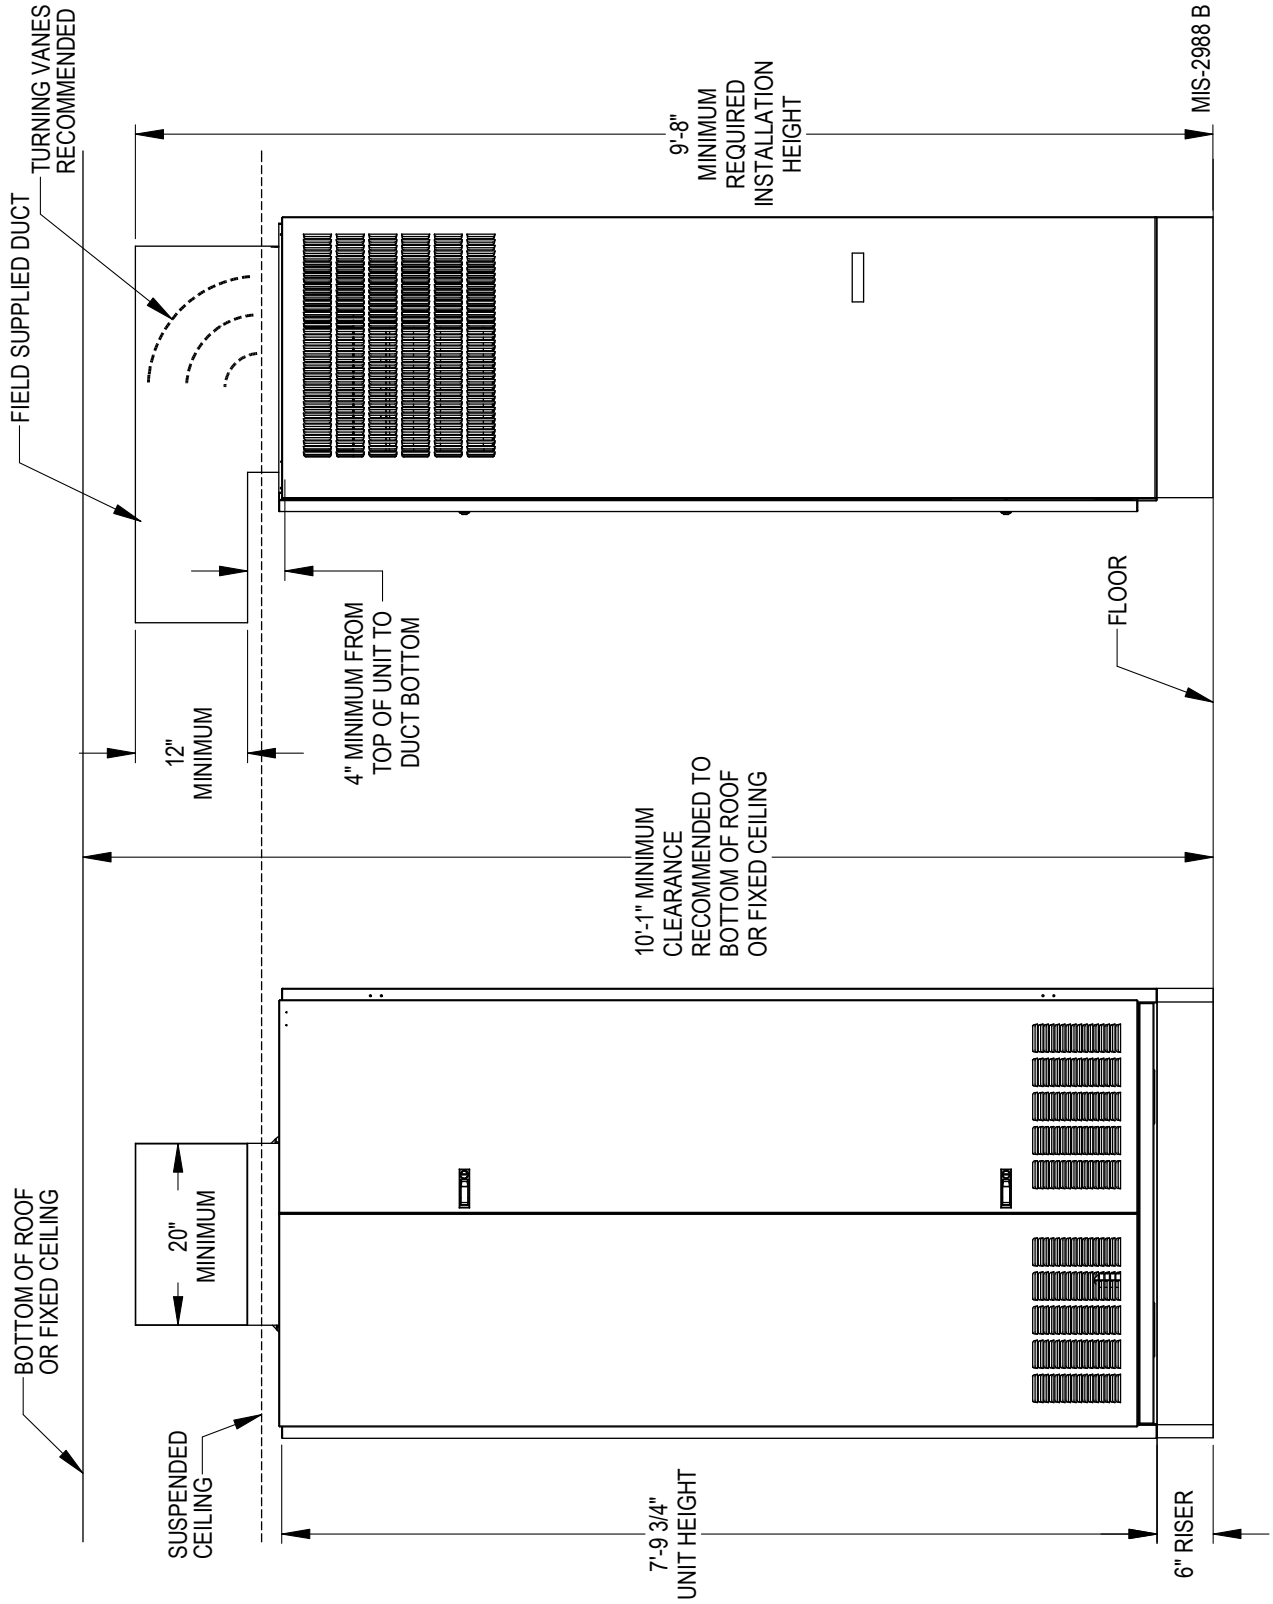 BOTTOM OF ROOF
OR FIXED CEILING
FIELD SUPPLIED DUCT
TURNING VANES
RECOMMENDED
SUSPENDED
CEILING
20"
MINIMUM
12"
MINIMUM
4" MINIMUM FROM
TOP OF UNIT TO
DUCT BOTTOM
7'-9 3/4"
UNIT HEIGHT
10'-1" MINIMUM
CLEARANCE
RECOMMENDED TO
BOTTOM OF ROOF
OR FIXED CEILING
9'-8"
MINIMUM
REQUIRED
INSTALLATION
HEIGHT
FLOOR
6" RISER
MIS-2988 B